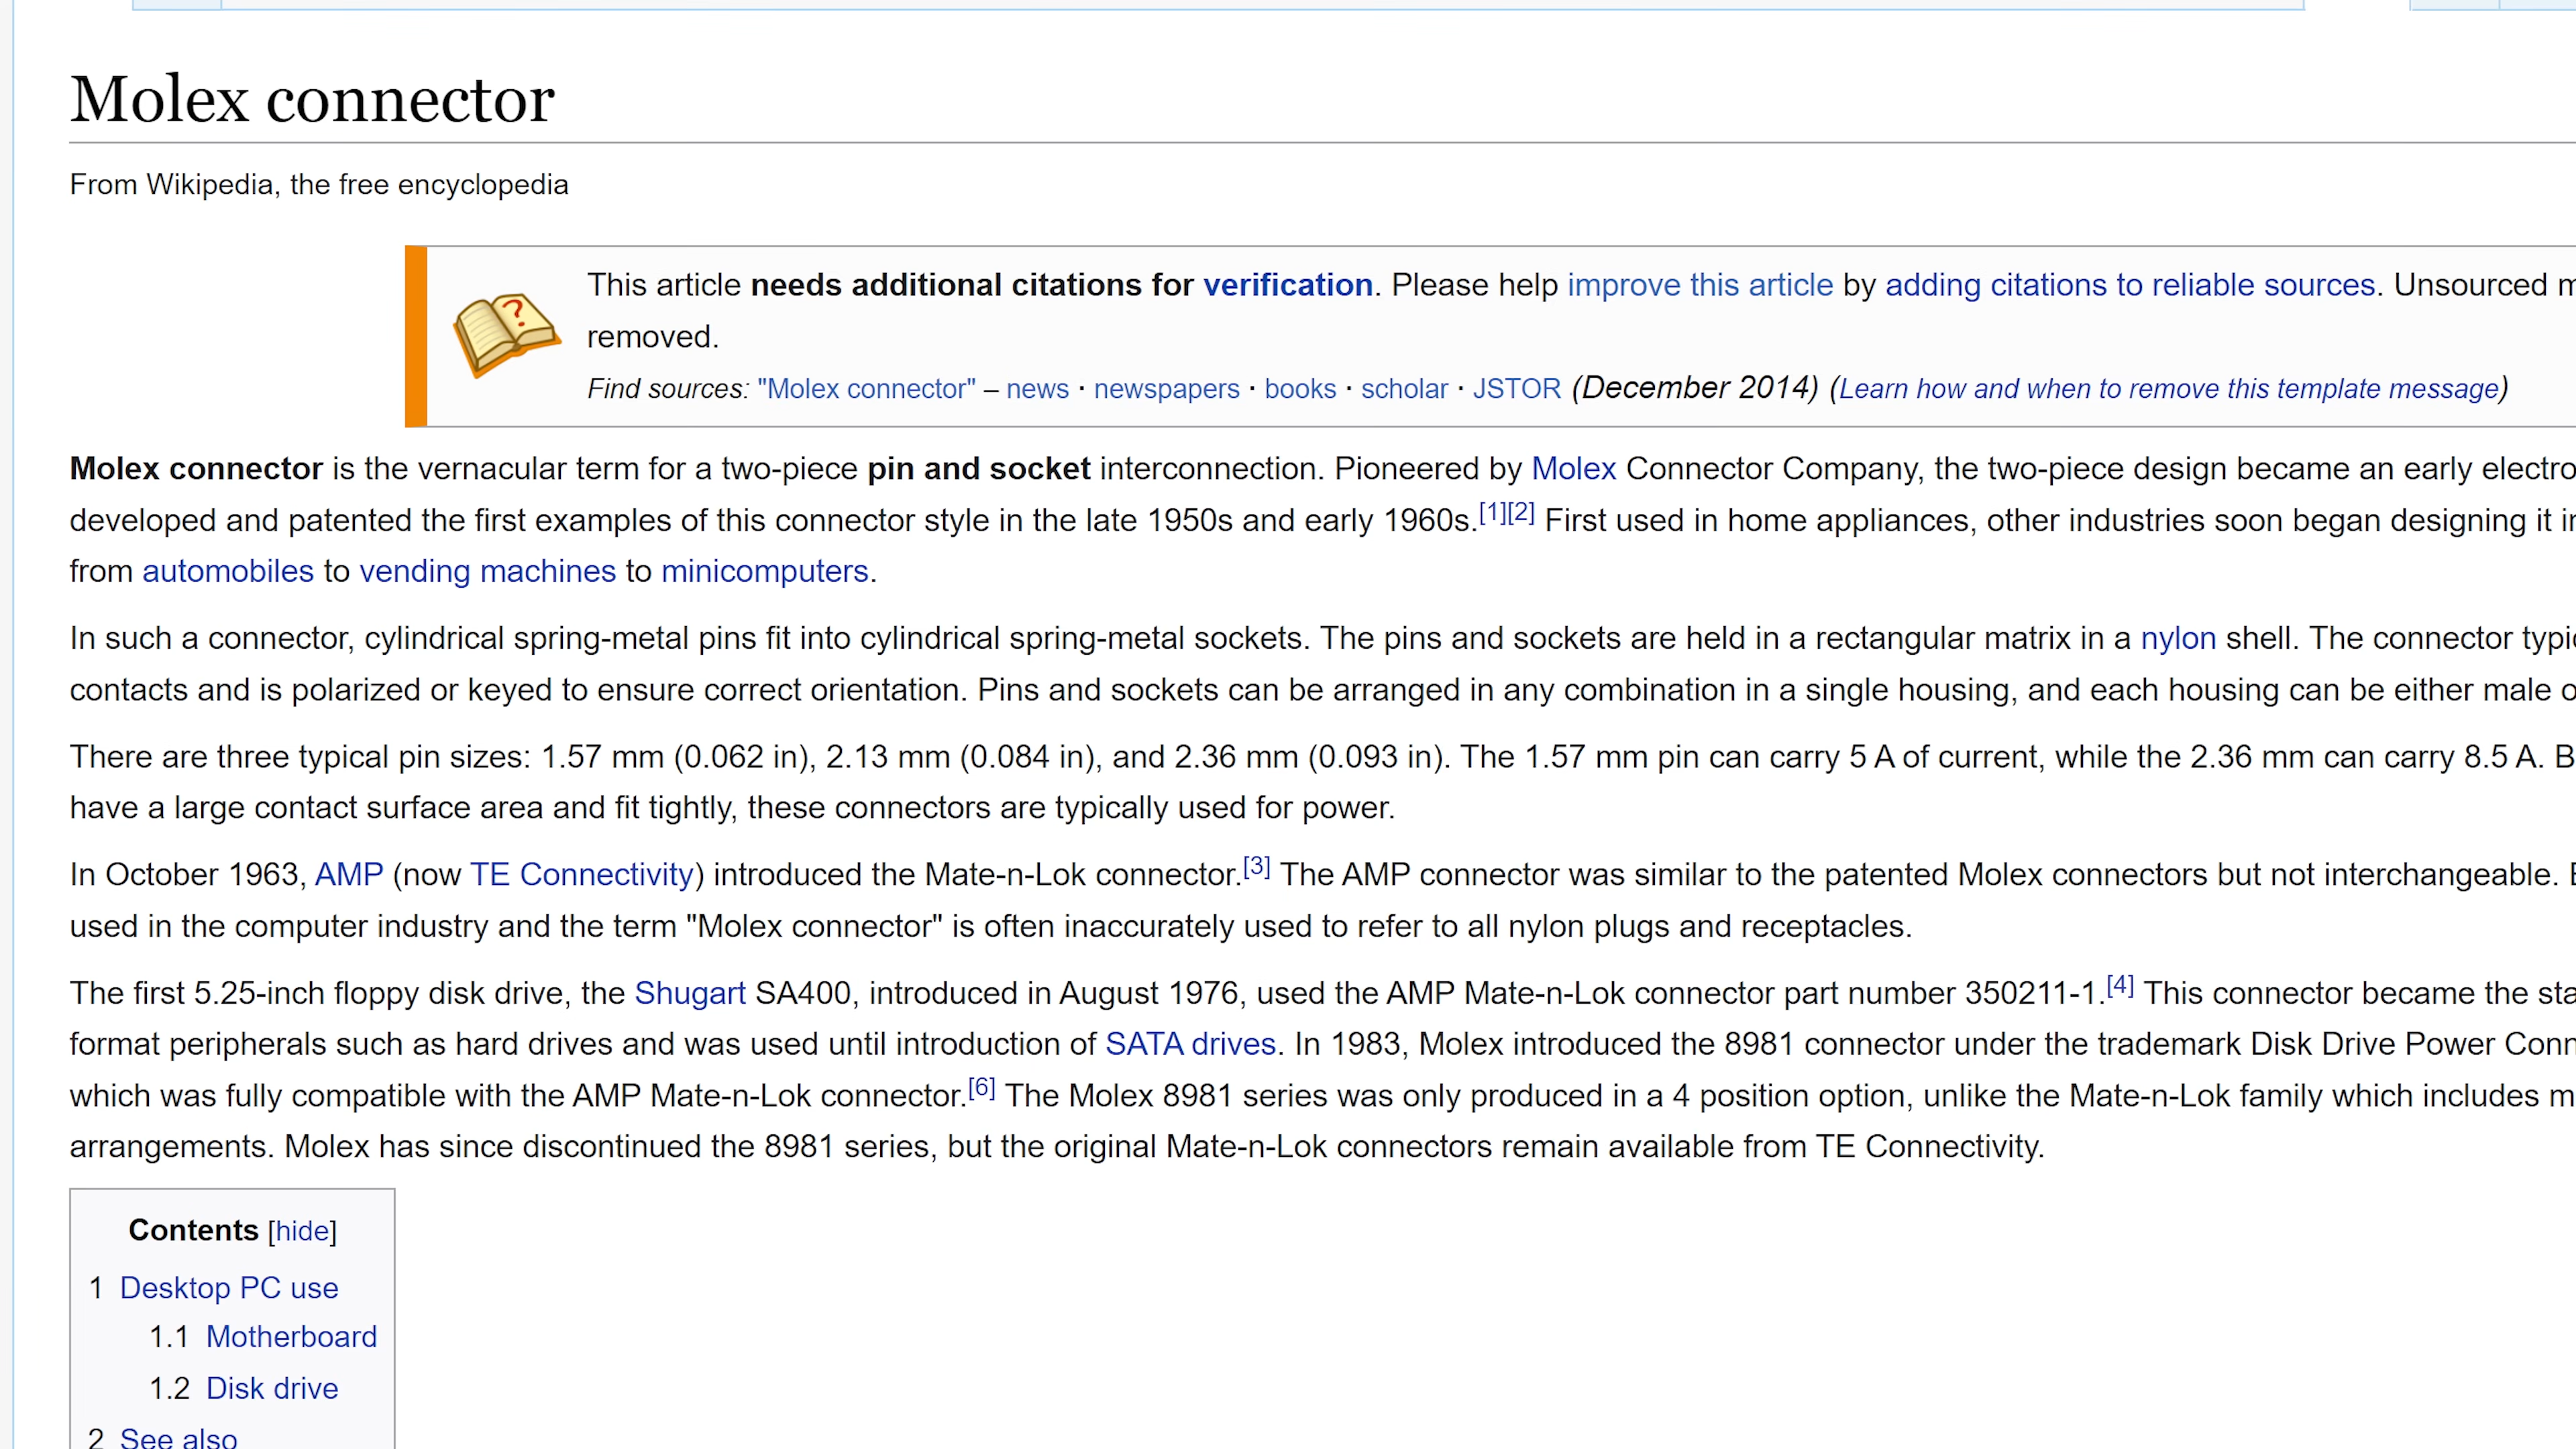 Molex connector
From Wikipedia, the free encyclopedia
This article needs additional citations for verification. Please help improve this article by adding citations to reliable sources. Unsourced
removed.
Find sources: "Molex connector" – news · newspapers · books · scholar · JSTOR (December 2014) (Learn how and when to remove this template message)
Molex connector is the vernacular term for a two-piece pin and socket interconnection. Pioneered by Molex Connector Company, the two-piece design became an early electro
developed and patented the first examples of this connector style in the late 1950s and early 1960s.[1][2] First used in home appliances, other industries soon began designing it
from automobiles to vending machines to minicomputers.
In such a connector, cylindrical spring-metal pins fit into cylindrical spring-metal sockets. The pins and sockets are held in a rectangular matrix in a nylon shell. The connector typi
contacts and is polarized or keyed to ensure correct orientation. Pins and sockets can be arranged in any combination in a single housing, and each housing can be either male
There are three typical pin sizes: 1.57 mm (0.062 in), 2.13 mm (0.084 in), and 2.36 mm (0.093 in). The 1.57 mm pin can carry 5 A of current, while the 2.36 mm can carry 8.5 A. B
have a large contact surface area and fit tightly, these connectors are typically used for power.
In October 1963, AMP (now TE Connectivity) introduced the Mate-n-Lok connector.[3] The AMP connector was similar to the patented Molex connectors but not interchangeable.
used in the computer industry and the term "Molex connector" is often inaccurately used to refer to all nylon plugs and receptacles.
The first 5.25-inch floppy disk drive, the Shugart SA400, introduced in August 1976, used the AMP Mate-n-Lok connector part number 350211-1.[4] This connector became the sta
format peripherals such as hard drives and was used until introduction of SATA drives. In 1983, Molex introduced the 8981 connector under the trademark Disk Drive Power Conn
which was fully compatible with the AMP Mate-n-Lok connector.[6] The Molex 8981 series was only produced in a 4 position option, unlike the Mate-n-Lok family which includes m
arrangements. Molex has since discontinued the 8981 series, but the original Mate-n-Lok connectors remain available from TE Connectivity.
Contents [hide]
1 Desktop PC use
1.1 Motherboard
1.2 Disk drive
2 See also